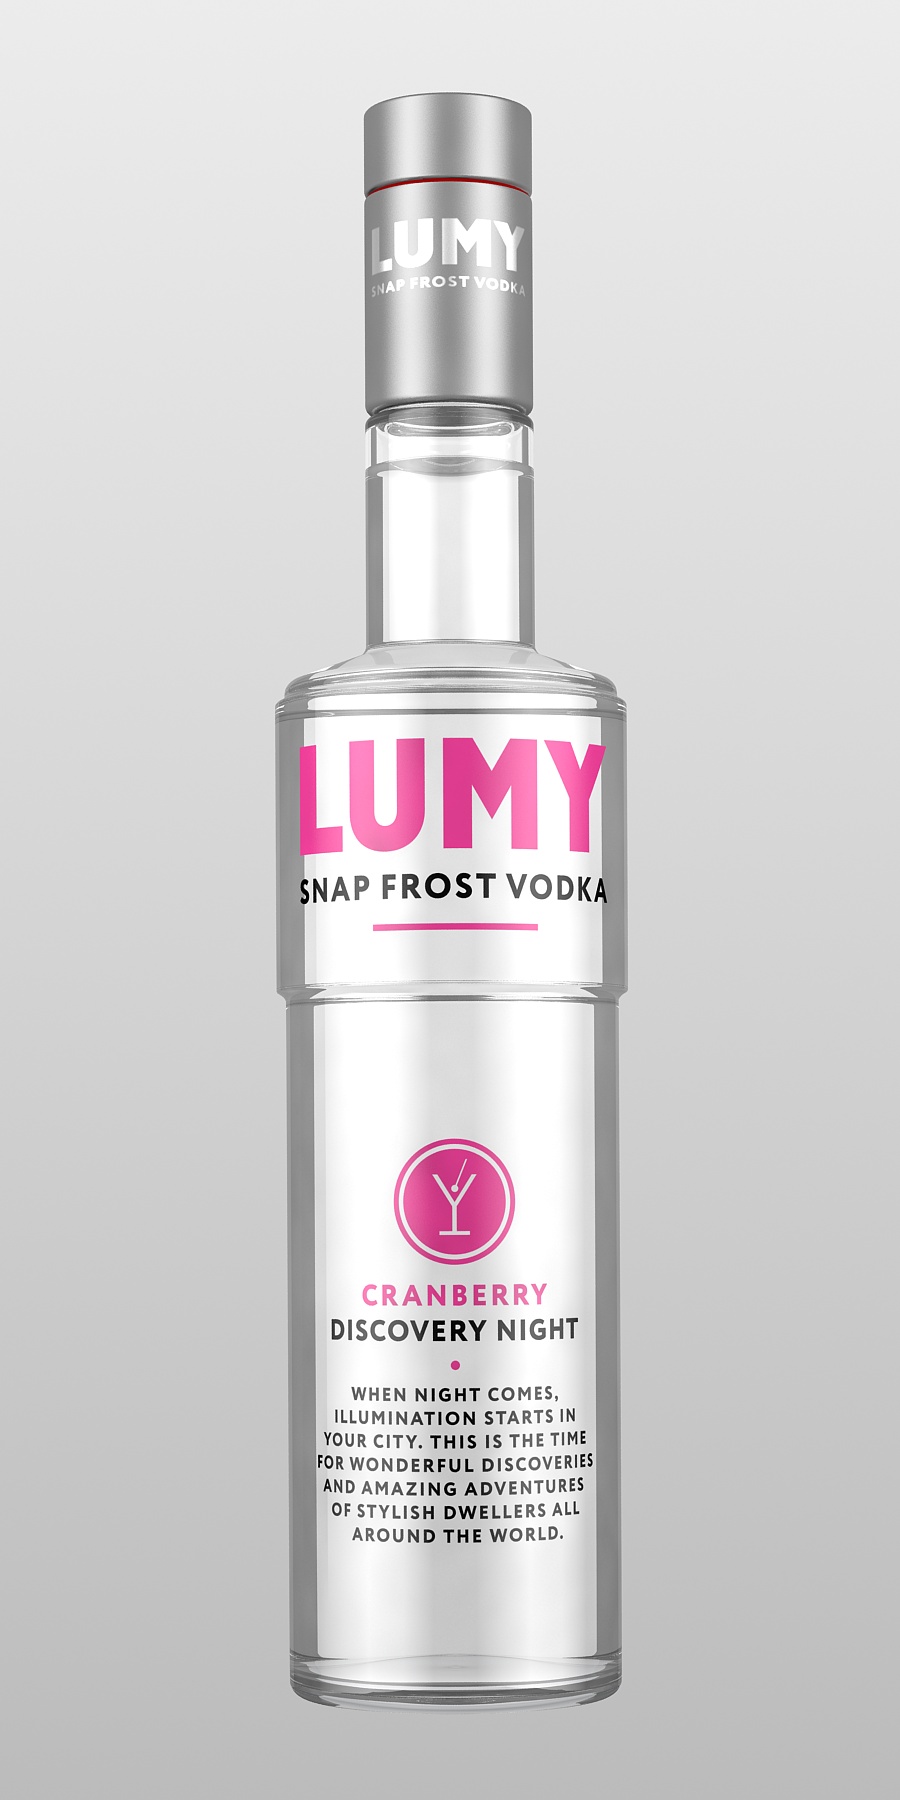 LUMY
SNAP FROST VODKA
LUMY
SNAP FROST VODKA
CRANBERRY
DISCOVERY NIGHT
WHEN NIGHT COMES,
ILLUMINATION STARTS IN
YOUR CITY. THIS IS THE TIME
FOR WONDERFUL DISCOVERIES
AND AMAZING ADVENTURES
OF STYLISH DWELLERS ALL
AROUND THE WORLD.